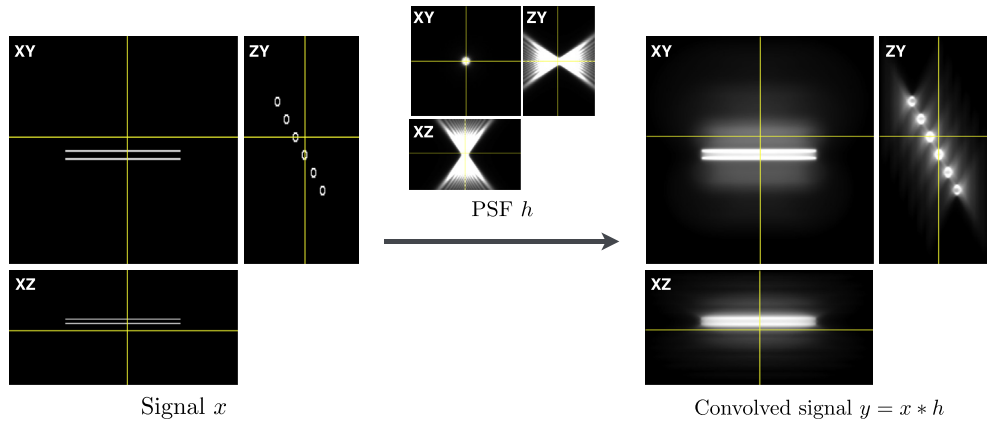 XY
ZY
XZ
Signal x
XY
ZY
XZ
PSF h
XY
ZY
XZ
Convolved signal y = x * h